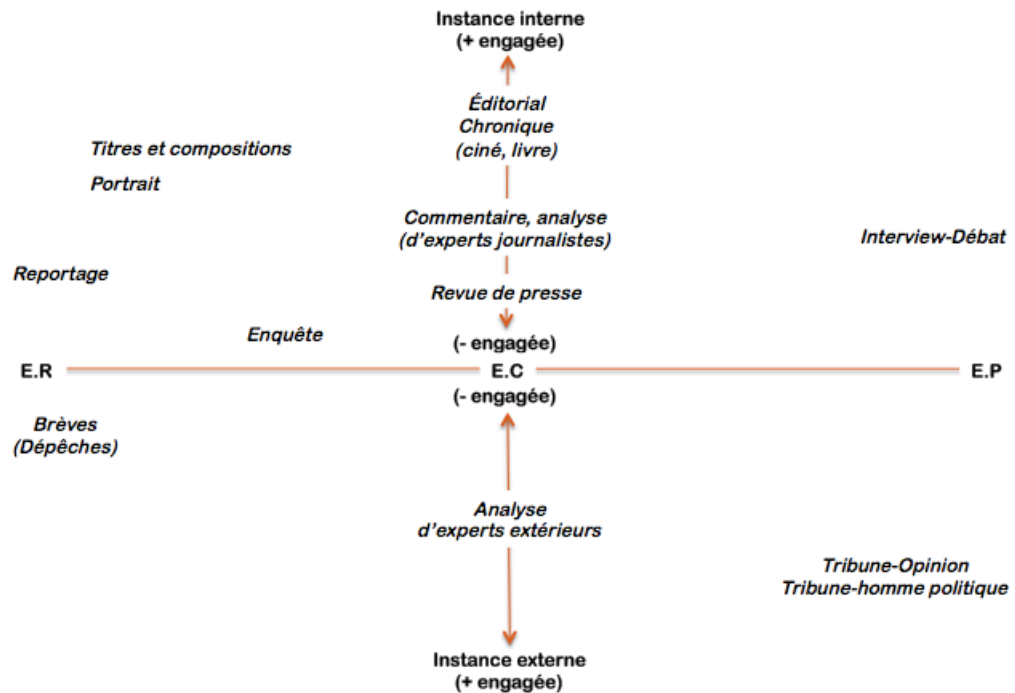 Instance interne
(+ engagée)
Éditorial
Chronique
(ciné, livre)
Titres et compositions
Portrait
Commentaire, analyse
(d'experts journalistes)
Interview-Débat
Reportage
Revue de presse
Enquête
(- engagée)
E.R
E.C
E.P
(- engagée)
Brèves
(Dépêches)
Analyse
d'experts extérieurs
Tribune-Opinion
Tribune-homme politique
Instance externe
(+ engagée)